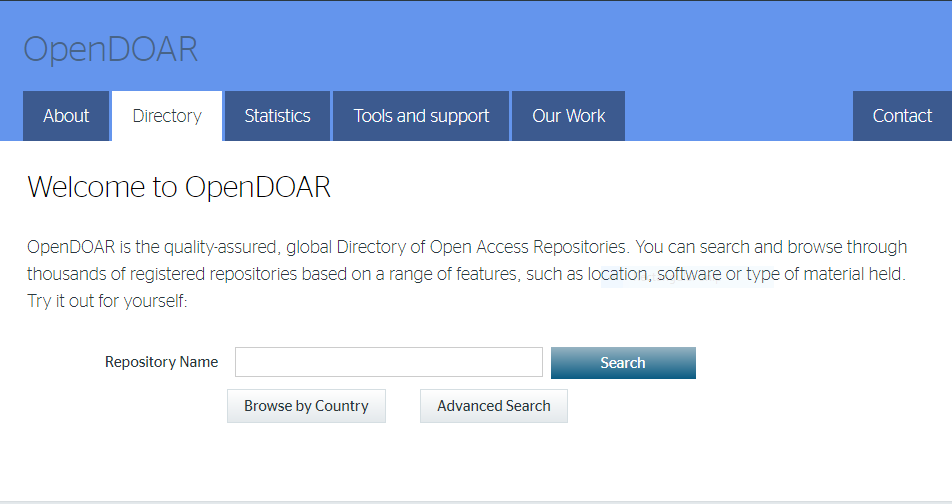 OpenDOAR
About Directory Statistics Tools and support Our Work Contact
Welcome to OpenDOAR
OpenDOAR is the quality-assured, global Directory of Open Access Repositories. You can search and browse through
thousands of registered repositories based on a range of features, such as location, software or type of material held.
Try it out for yourself:
Repository Name Search
Browse by Country Advanced Search